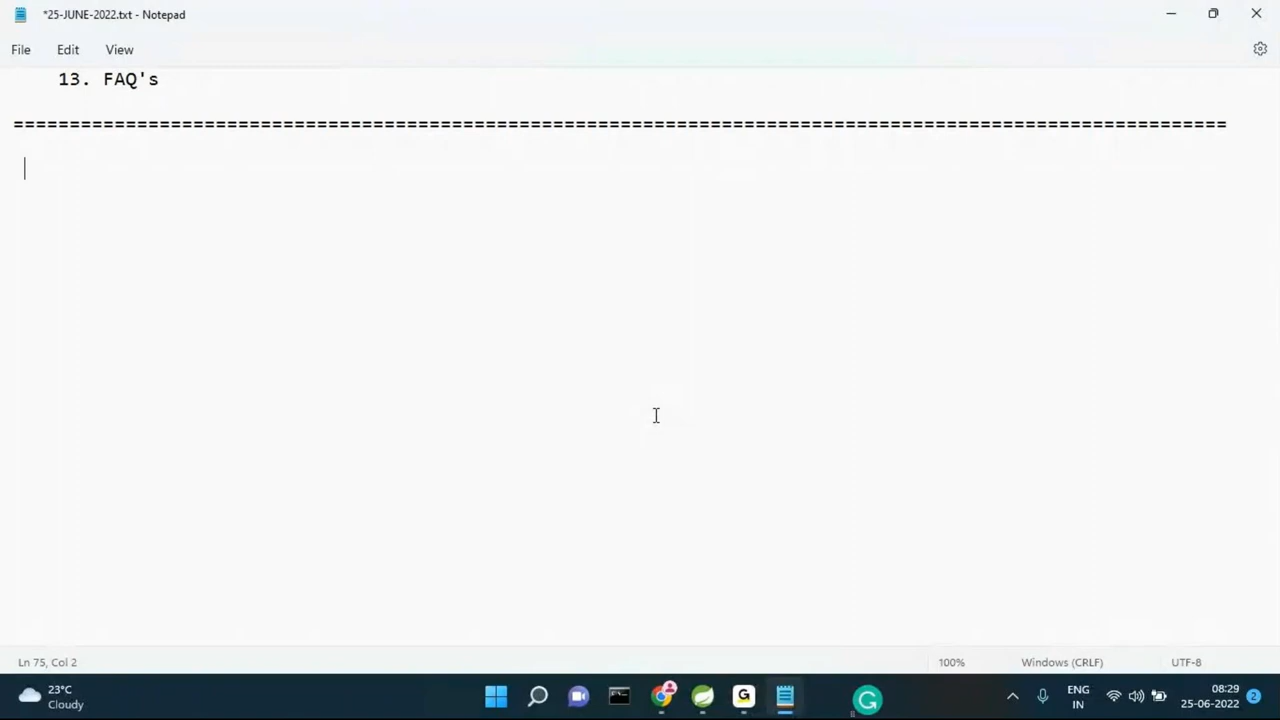 *25-JUNE-2022.txt - Notepad
File Edit View
13. FAQ's
============================================================================================================
Ln 75, Col 2 100% Windows (CRLF) UTF-8
23°C
Cloudy
ENG
IN
08:29
25-06-2022
2